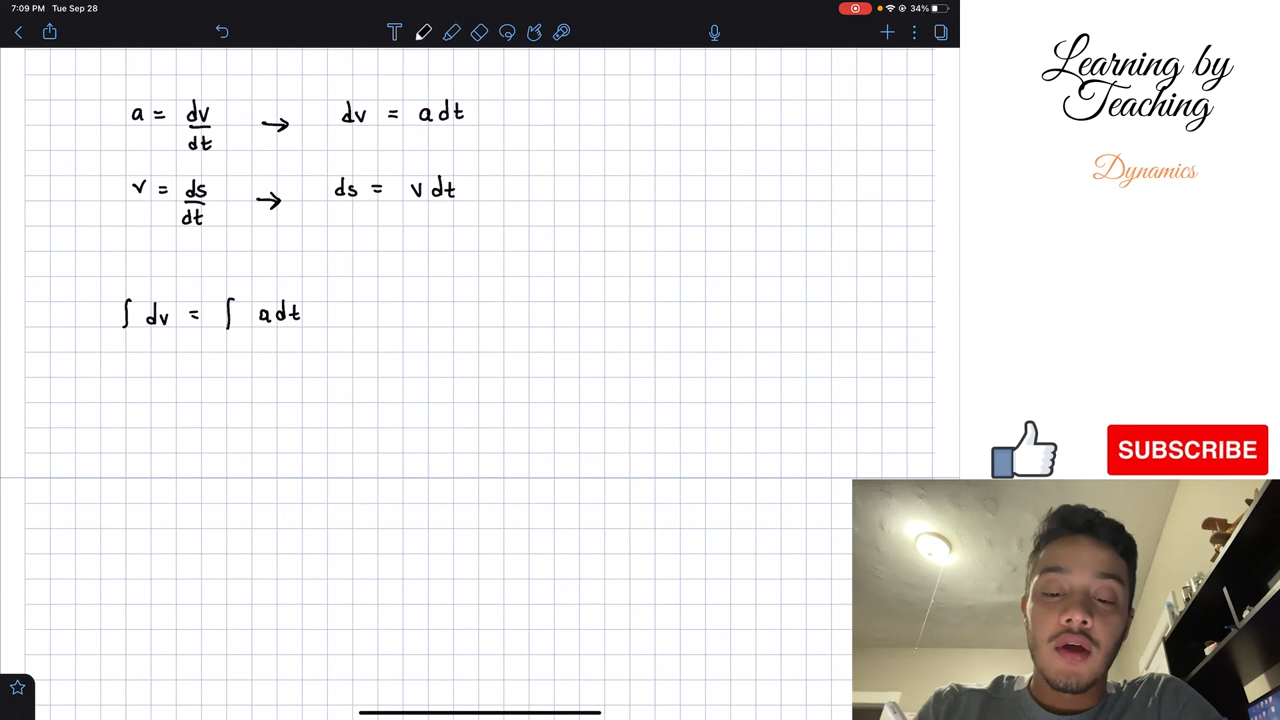 7:09 PM Tue Sep 28
34%
Learning by
Teaching
Dynamics
a = dv/dt → dv = a dt
v = ds/dt → ds = v dt
∫ dv = ∫ a dt
SUBSCRIBE